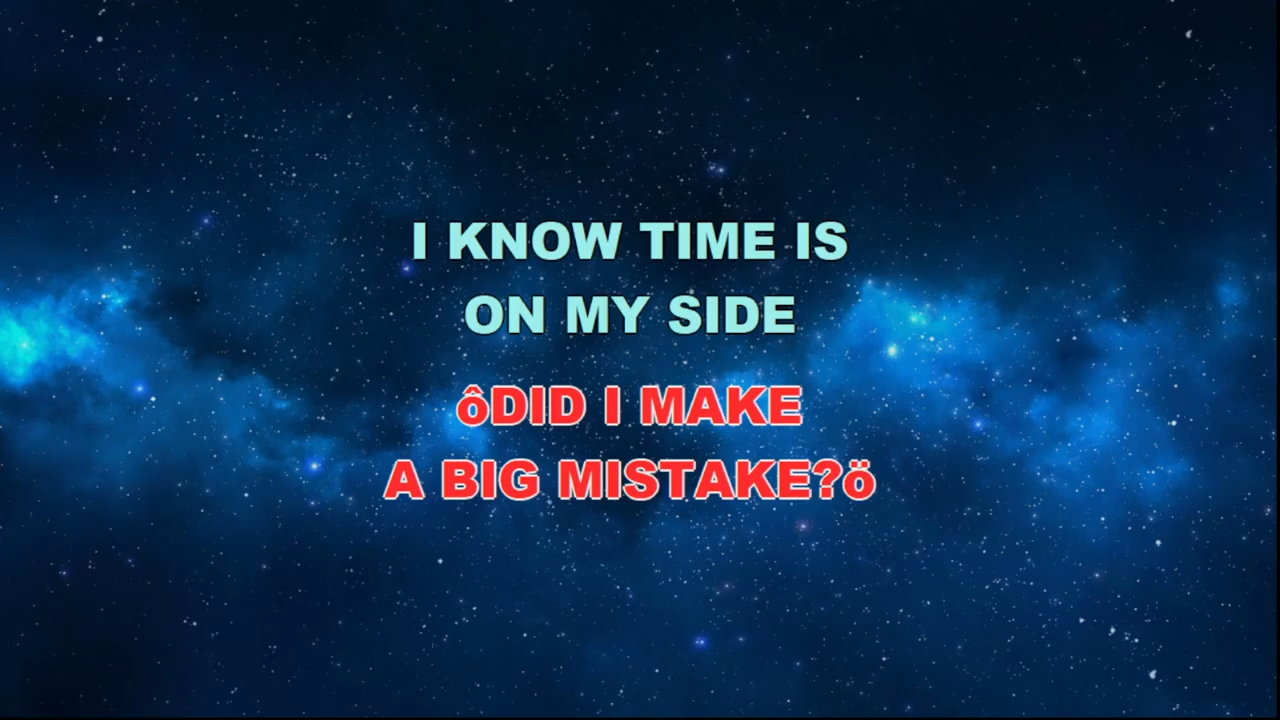 I KNOW TIME IS
ON MY SIDE
ôDID I MAKE
A BIG MISTAKE?ö